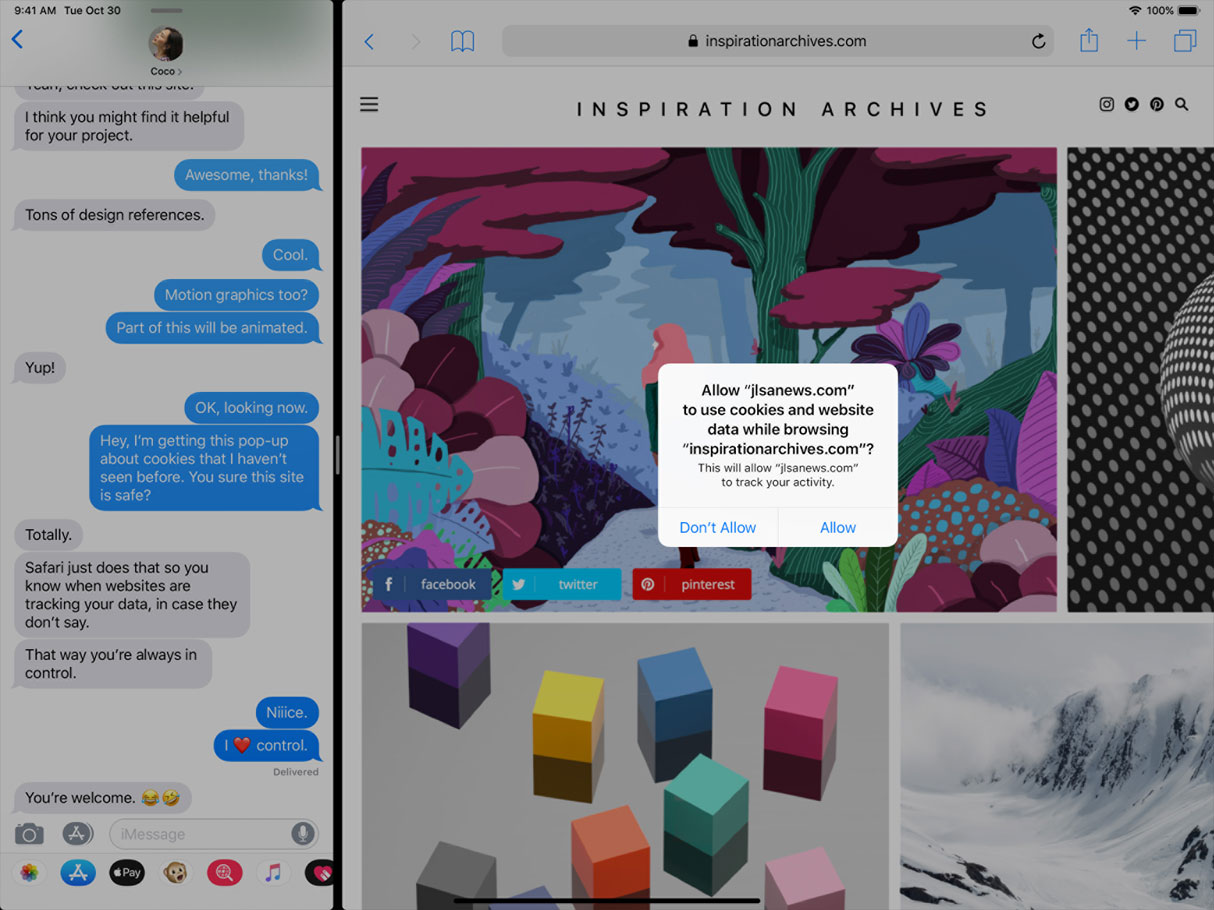 9:41 AM Tue Oct 30
100%
Coco >
Yeah, check out this site.
I think you might find it helpful
for your project.
Awesome, thanks!
Tons of design references.
Cool.
Motion graphics too?
Part of this will be animated.
Yup!
OK, looking now.
Hey, I’m getting this pop-up
about cookies that I haven’t
seen before. You sure this site
is safe?
Totally.
Safari just does that so you
know when websites are
tracking your data, in case they
don’t say.
That way you’re always in
control.
Niiice.
I ❤️ control.
Delivered
You’re welcome. 😂🤣
iMessage
Pay
inspirationarchives.com
INSPIRATION ARCHIVES
Allow “jlsanews.com”
to use cookies and website
data while browsing
“inspirationarchives.com”?
This will allow “jlsanews.com”
to track your activity.
Don’t Allow
Allow
facebook
twitter
pinterest